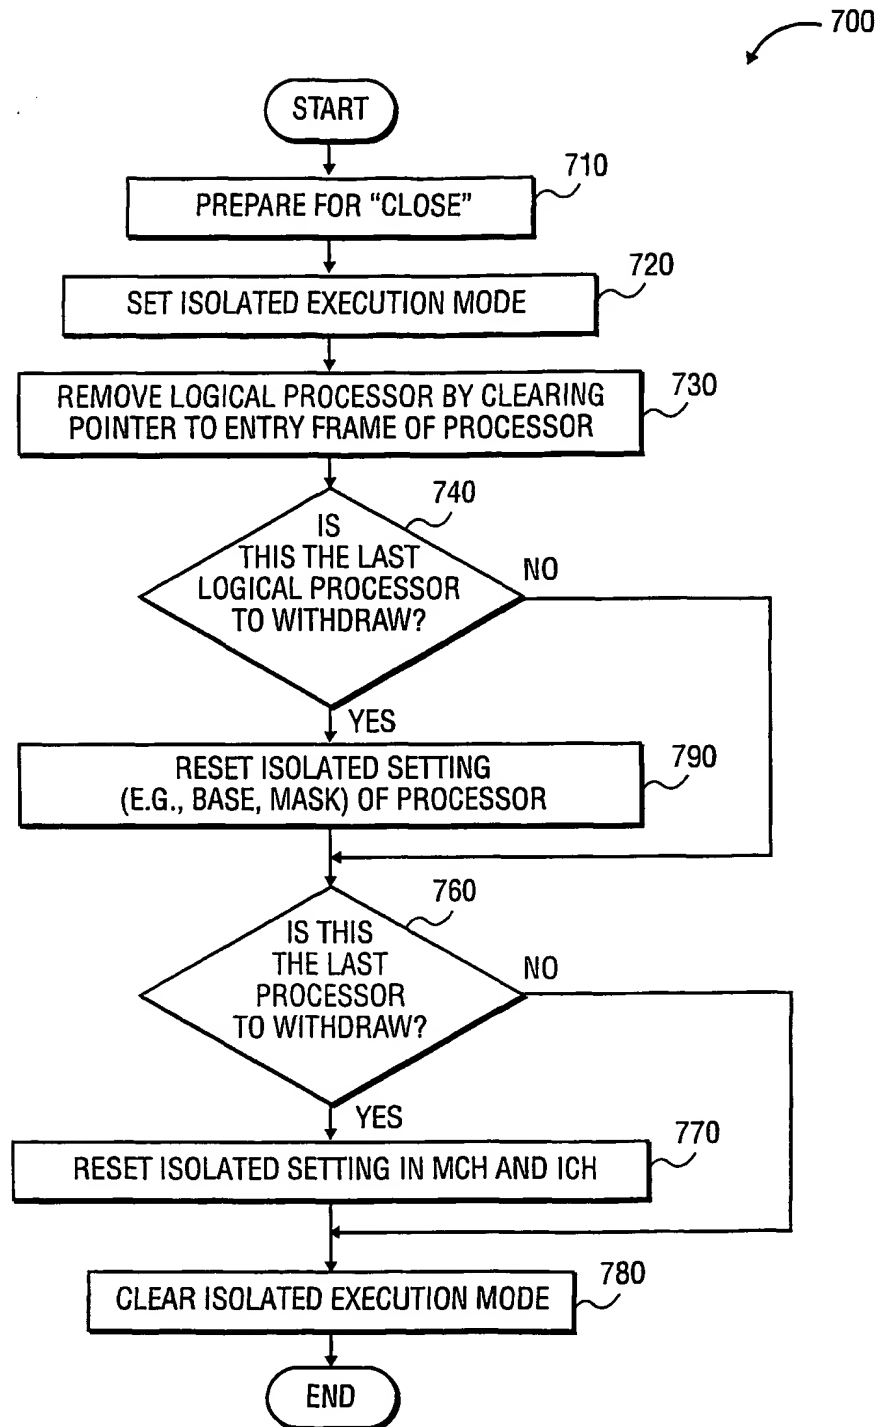 700
START
710
PREPARE FOR “CLOSE”
720
SET ISOLATED EXECUTION MODE
730
REMOVE LOGICAL PROCESSOR BY CLEARING
POINTER TO ENTRY FRAME OF PROCESSOR
740
IS
THIS THE LAST
LOGICAL PROCESSOR
TO WITHDRAW?
NO
YES
790
RESET ISOLATED SETTING
(E.G., BASE, MASK) OF PROCESSOR
760
IS THIS
THE LAST
PROCESSOR
TO WITHDRAW?
NO
YES
770
RESET ISOLATED SETTING IN MCH AND ICH
780
CLEAR ISOLATED EXECUTION MODE
END